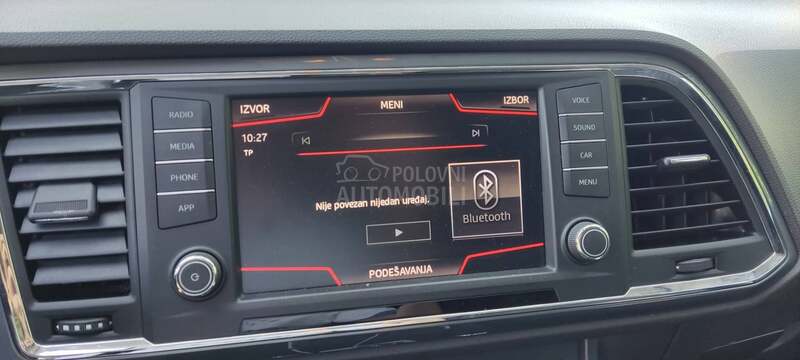 RADIO
MEDIA
PHONE
APP
IZVOR
MENI
IZBOR
10:27
TP
POLOVNI
AUTOMOBILI
Nije povezan nijedan uređaj.
Bluetooth
PODEŠAVANJA
VOICE
SOUND
CAR
MENU